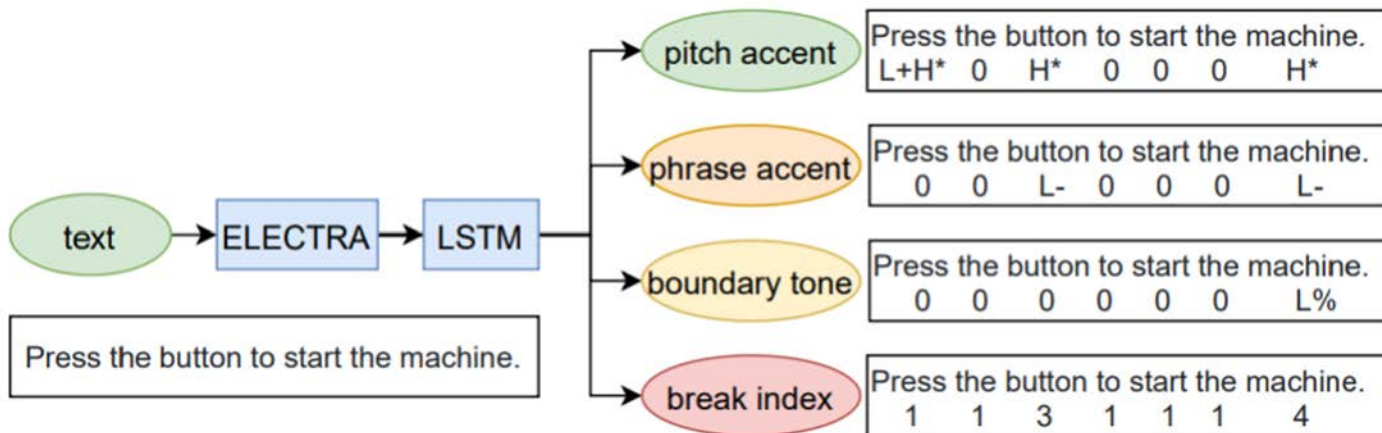 text
ELECTRA
LSTM
Press the button to start the machine.
pitch accent
Press the button to start the machine.
L+H* 0 H* 0 0 0 H*
phrase accent
Press the button to start the machine.
0 0 L- 0 0 0 L-
boundary tone
Press the button to start the machine.
0 0 0 0 0 0 L%
break index
Press the button to start the machine.
1 1 3 1 1 1 4